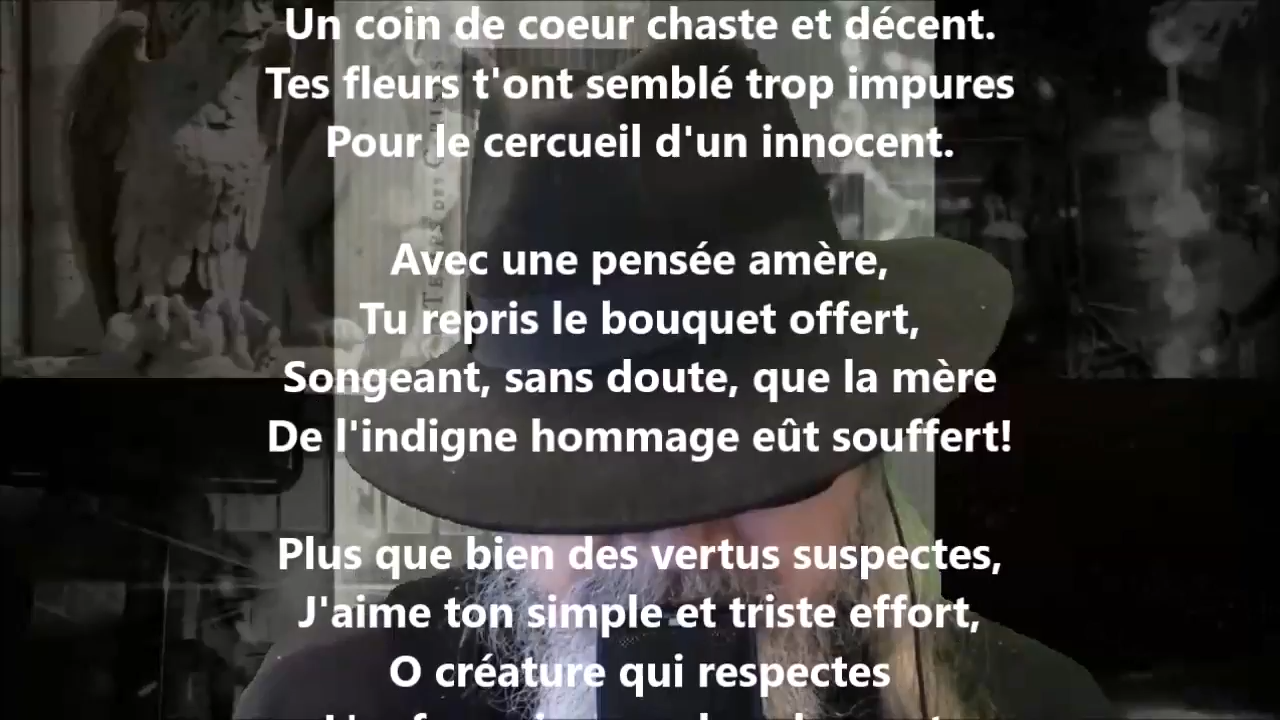 Un coin de coeur chaste et décent.
Tes fleurs t'ont semblé trop impures
Pour le cercueil d'un innocent.
Avec une pensée amère,
Tu repris le bouquet offert,
Songeant, sans doute, que la mère
De l'indigne hommage eût souffert!
Plus que bien des vertus suspectes,
J'aime ton simple et triste effort,
O créature qui respectes